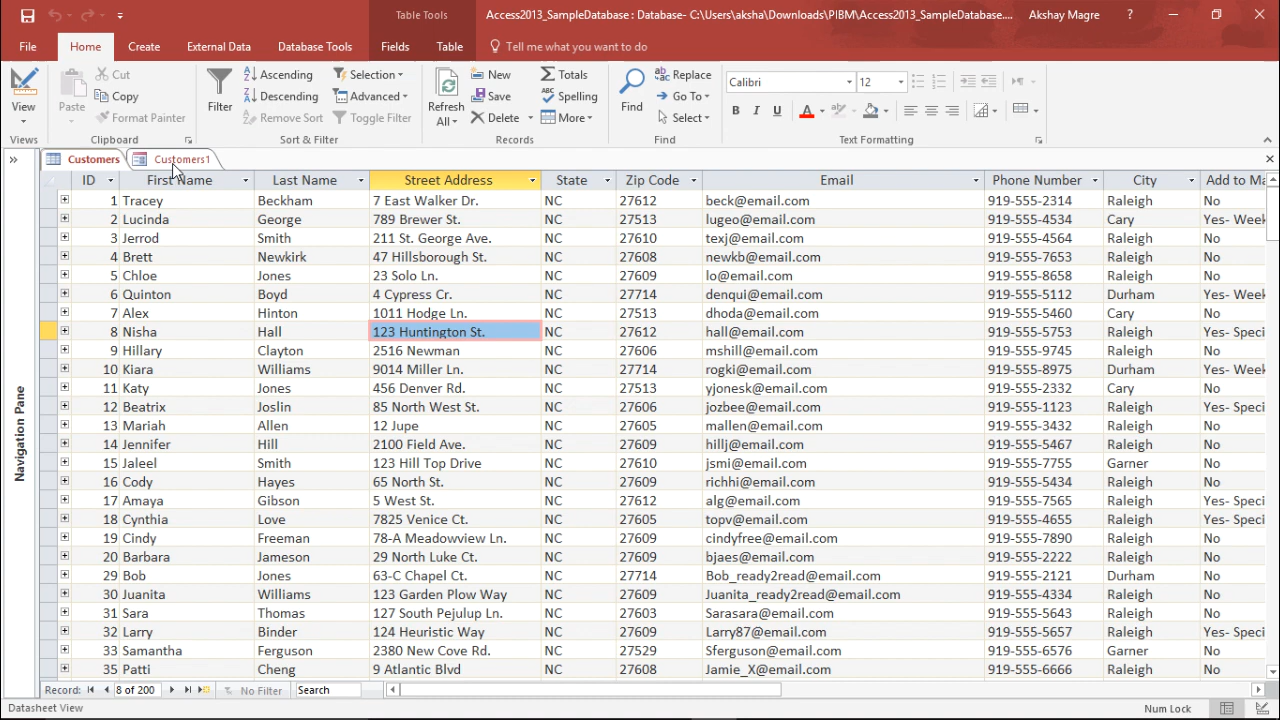 Table Tools Access2013_SampleDatabase : Database- C:\Users\aksha\Downloads\PIBM\Access2013_SampleDatabase.... Akshay Magre ?
File Home Create External Data Database Tools Fields Table Tell me what you want to do
View Paste Cut Copy Format Painter Filter Ascending Descending Remove Sort Selection Advanced Toggle Filter Refresh All New Save Delete Totals Spelling More Find Replace Go To Select Calibri 12 B I U A
Views Clipboard Sort & Filter Records Find Text Formatting
Customers Customers1
ID First Name Last Name Street Address State Zip Code Email Phone Number City Add to Ma
1 Tracey Beckham 7 East Walker Dr. NC 27612 beck@email.com 919-555-2314 Raleigh No
2 Lucinda George 789 Brewer St. NC 27513 lugeo@email.com 919-555-4534 Cary Yes- Week
3 Jerrod Smith 211 St. George Ave. NC 27610 texj@email.com 919-555-4564 Raleigh No
4 Brett Newkirk 47 Hillsborough St. NC 27608 newkb@email.com 919-555-7653 Raleigh No
5 Chloe Jones 23 Solo Ln. NC 27609 lo@email.com 919-555-8658 Raleigh No
6 Quinton Boyd 4 Cypress Cr. NC 27714 denqui@email.com 919-555-5112 Durham Yes- Week
7 Alex Hinton 1011 Hodge Ln. NC 27513 dhoda@email.com 919-555-5460 Cary No
8 Nisha Hall 123 Huntington St. NC 27612 hall@email.com 919-555-5753 Raleigh Yes- Speci
9 Hillary Clayton 2516 Newman NC 27606 mshill@email.com 919-555-9745 Raleigh No
10 Kiara Williams 9014 Miller Ln. NC 27714 rogki@email.com 919-555-8975 Durham Yes- Week
11 Katy Jones 456 Denver Rd. NC 27513 yjonesk@email.com 919-555-2332 Cary No
12 Beatrix Joslin 85 North West St. NC 27606 jozbee@email.com 919-555-1123 Raleigh Yes- Speci
13 Mariah Allen 12 Jupe NC 27605 mallen@email.com 919-555-3432 Raleigh No
14 Jennifer Hill 2100 Field Ave. NC 27609 hillj@email.com 919-555-5467 Raleigh No
15 Jaleel Smith 123 Hill Top Drive NC 27610 jsmi@email.com 919-555-7755 Garner No
16 Cody Hayes 65 North St. NC 27609 richhi@email.com 919-555-5434 Raleigh No
17 Amaya Gibson 5 West St. NC 27612 alg@email.com 919-555-7565 Raleigh Yes- Speci
18 Cynthia Love 7825 Venice Ct. NC 27605 topv@email.com 919-555-4655 Raleigh Yes- Speci
19 Cindy Freeman 78-A Meadowview Ln. NC 27609 cindyfree@email.com 919-555-7890 Raleigh No
20 Barbara Jameson 29 North Luke Ct. NC 27609 bjaes@email.com 919-555-2222 Raleigh No
29 Bob Jones 63-C Chapel Ct. NC 27714 Bob_ready2read@email.com 919-555-2121 Durham No
30 Juanita Williams 123 Garden Plow Way NC 27609 Juanita_ready2read@email.com 919-555-4334 Raleigh No
31 Sara Thomas 127 South Pejulup Ln. NC 27603 Sarasara@email.com 919-555-5643 Raleigh No
32 Larry Binder 124 Heuristic Way NC 27609 Larry87@email.com 919-555-5657 Raleigh Yes- Speci
33 Samantha Ferguson 2380 New Cove Rd. NC 27529 Sferguson@email.com 919-555-6576 Raleigh No
35 Patti Cheng 9 Atlantic Blvd NC 27608 Jamie_X@email.com 919-555-6666 Raleigh No
Navigation Pane
Record: 8 of 200 No Filter Search
Datasheet View Num Lock